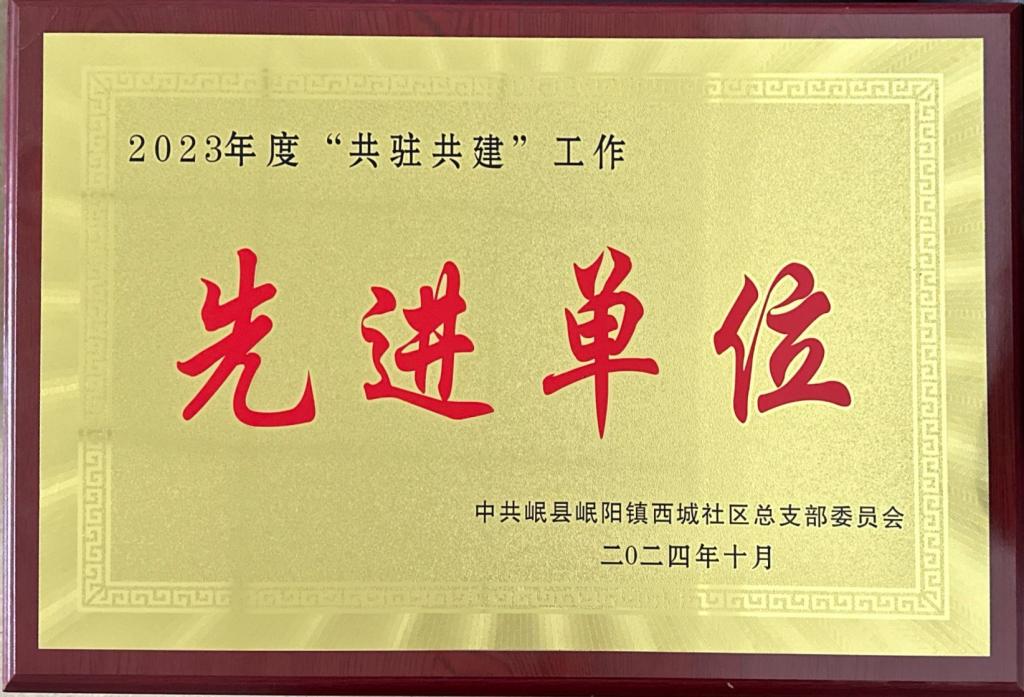 2023年度“共驻共建”工作
先进单位
中共岷县岷阳镇西城社区总支部委员会
二〇二四年十月